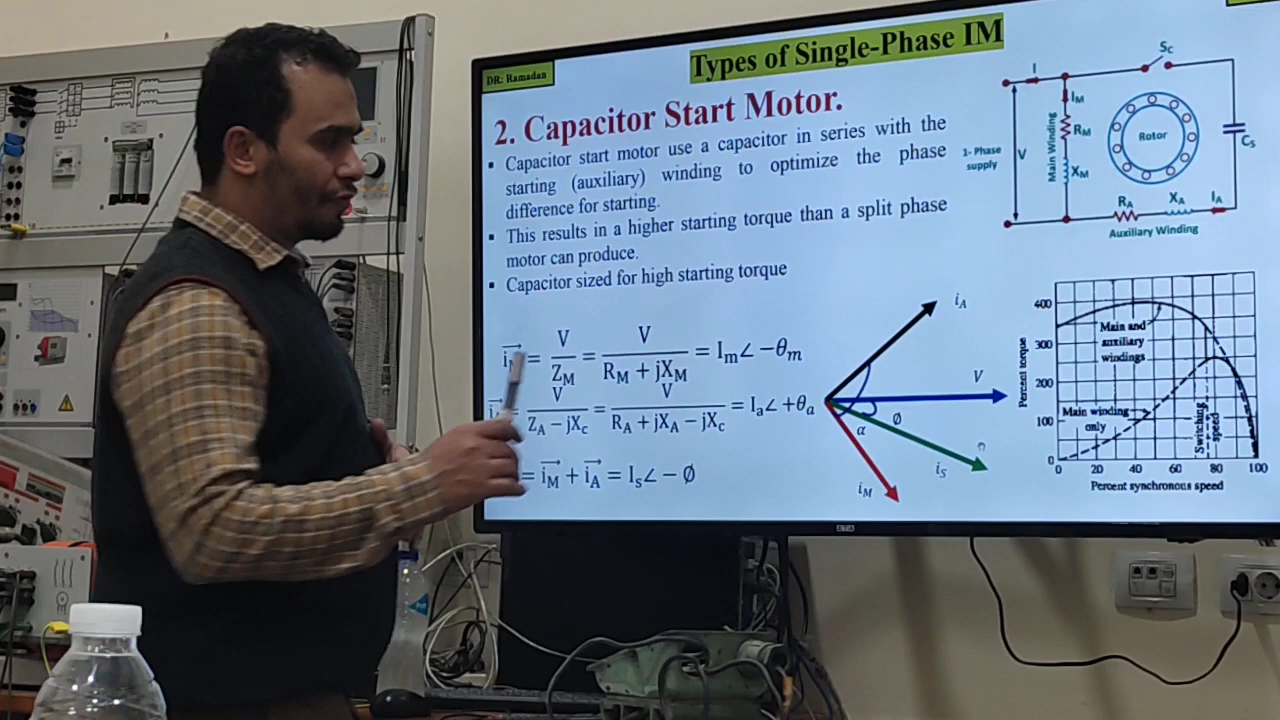 DR: Ramadan
Types of Single-Phase IM
2. Capacitor Start Motor.
▪ Capacitor start motor use a capacitor in series with the
starting (auxiliary) winding to optimize the phase
difference for starting.
▪ This results in a higher starting torque than a split phase
motor can produce.
▪ Capacitor sized for high starting torque
= V/Z_M = V/(R_M + jX_M) = I_m∠ −θ_m
= V/(Z_A − jX_c) = V/(R_A + jX_A − jX_c) = I_a∠ +θ_a
= i_M + i_A = I_s∠ − Ø
i_A
V
Ø
α
i_S
i_M
S_C
I
I_M
R_M
X_M
Main Winding
V
1- Phase
supply
Rotor
C_S
R_A
X_A
I_A
Auxiliary Winding
Percent torque
400
300
200
100
0
Main and
auxiliary
windings
Main winding
only
Switching
speed
0 20 40 60 80 100
Percent synchronous speed
ATA